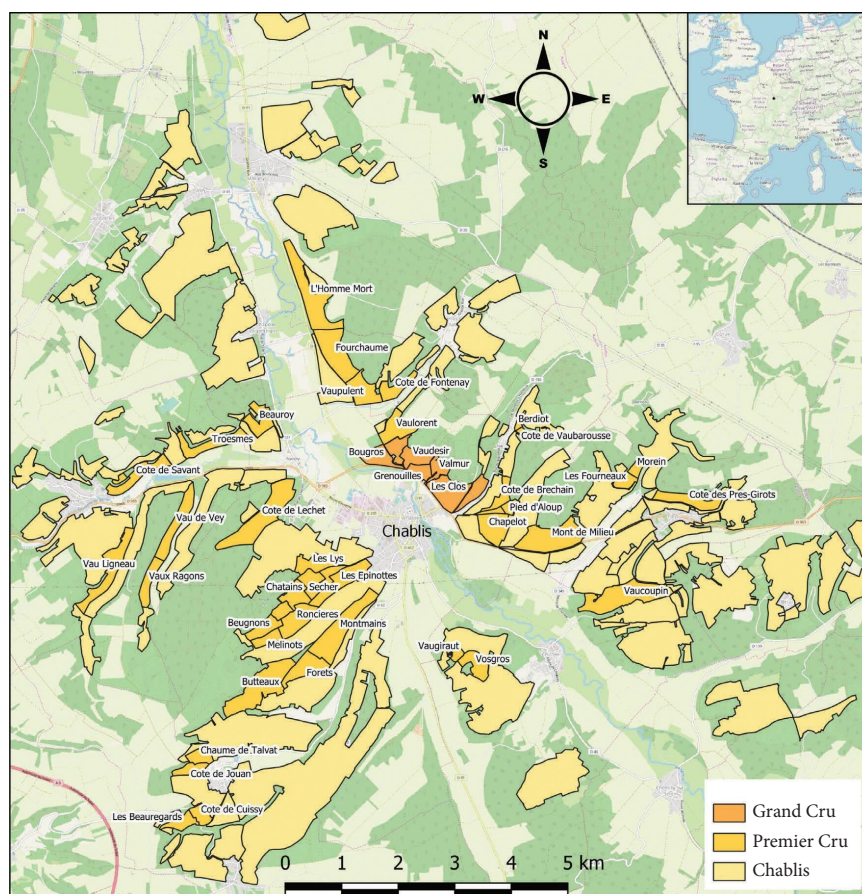 N
W
E
S
L'Homme Mort
Fourchaume
Vaupulent
Cote de Fontenay
Vaulorent
Berdiot
Cote de Vaubarousse
Beauroy
Troesmes
Bougros
Vaudesir
Valmur
Grenouilles
Les Clos
Morein
Les Fourneaux
Cote de Savant
Cote de Brechain
Cote des Pres-Girots
Pied d'Aloup
Vau de Vey
Cote de Lechet
Chapelot
Mont de Milieu
Chablis
Vau Ligneau
Les Lys
Vaux Ragons
Les Epinottes
Chatains
Secher
Vaucoupin
Roncieres
Beugnons
Montmains
Melinots
Vaugiraut
Vosgros
Forets
Butteaux
Chaume de Talvat
Cote de Jouan
Les Beauregards
Cote de Cuissy
Grand Cru
Premier Cru
Chablis
0 1 2 3 4 5 km